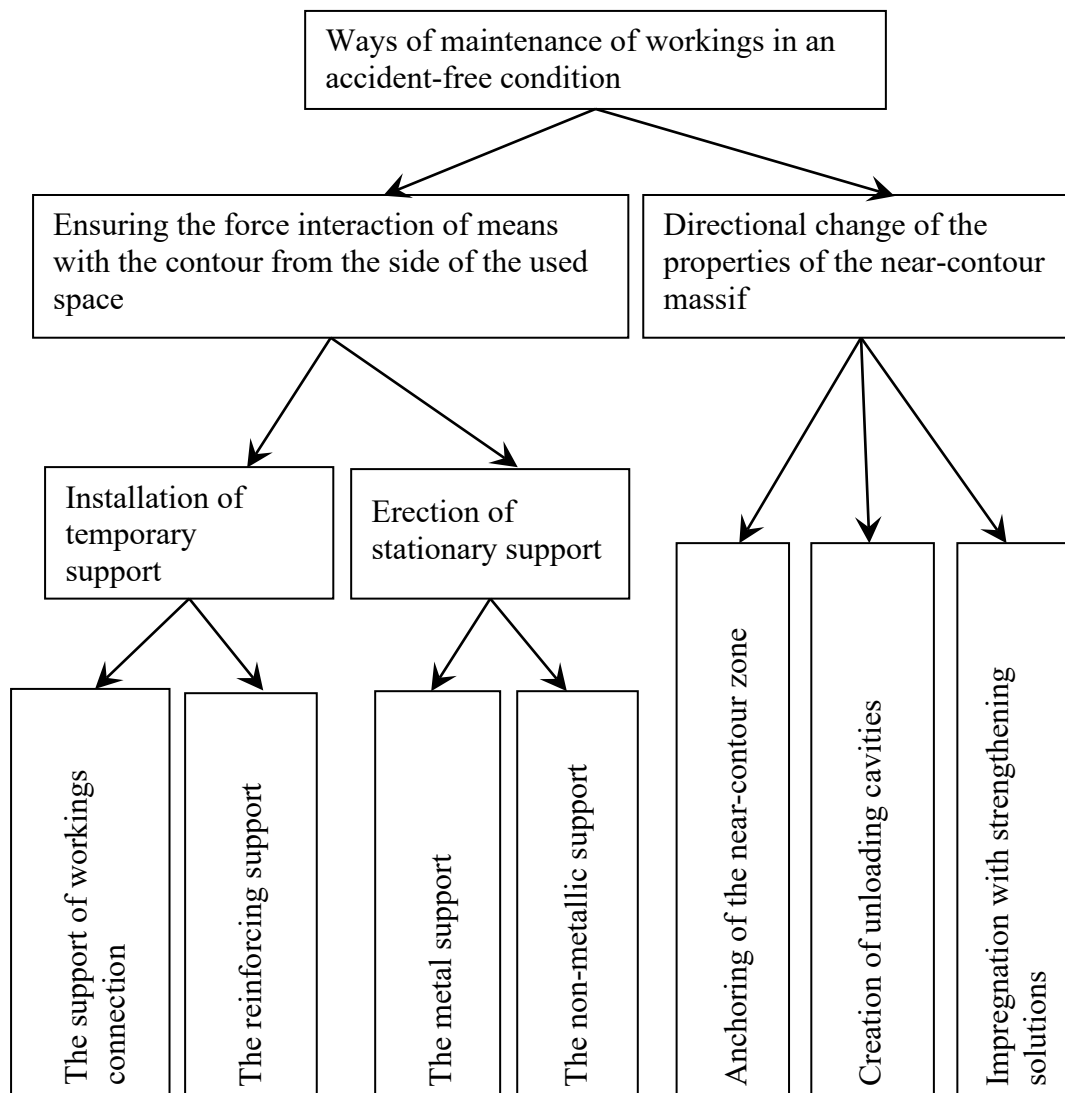 Ways of maintenance of workings in an
accident-free condition
Ensuring the force interaction of means
with the contour from the side of the used
space
Directional change of the
properties of the near-contour
massif
Installation of
temporary
support
Erection of
stationary support
The support of workings
connection
The reinforcing support
The metal support
The non-metallic support
Anchoring of the near-contour zone
Creation of unloading cavities
Impregnation with strengthening
solutions